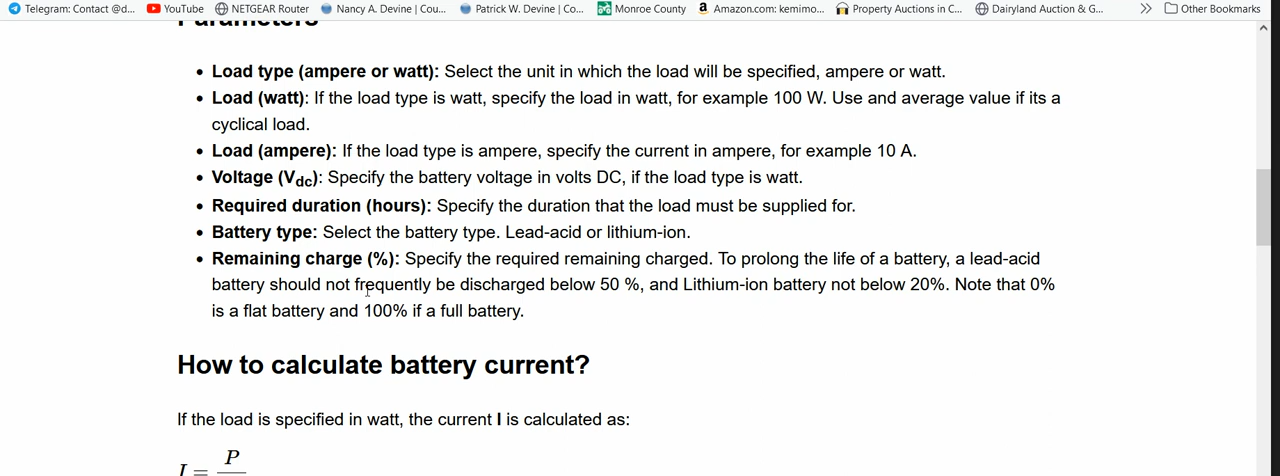 Telegram: Contact @d... YouTube NETGEAR Router Nancy A. Devine | Cou... Patrick W. Devine | Co... Monroe County Amazon.com: kemimo... Property Auctions in C... Dairyland Auction & G... Other Bookmarks
Parameters
• Load type (ampere or watt): Select the unit in which the load will be specified, ampere or watt.
• Load (watt): If the load type is watt, specify the load in watt, for example 100 W. Use and average value if its a
cyclical load.
• Load (ampere): If the load type is ampere, specify the current in ampere, for example 10 A.
• Voltage (Vdc): Specify the battery voltage in volts DC, if the load type is watt.
• Required duration (hours): Specify the duration that the load must be supplied for.
• Battery type: Select the battery type. Lead-acid or lithium-ion.
• Remaining charge (%): Specify the required remaining charged. To prolong the life of a battery, a lead-acid
battery should not frequently be discharged below 50 %, and Lithium-ion battery not below 20%. Note that 0%
is a flat battery and 100% if a full battery.
How to calculate battery current?
If the load is specified in watt, the current I is calculated as:
P
I =